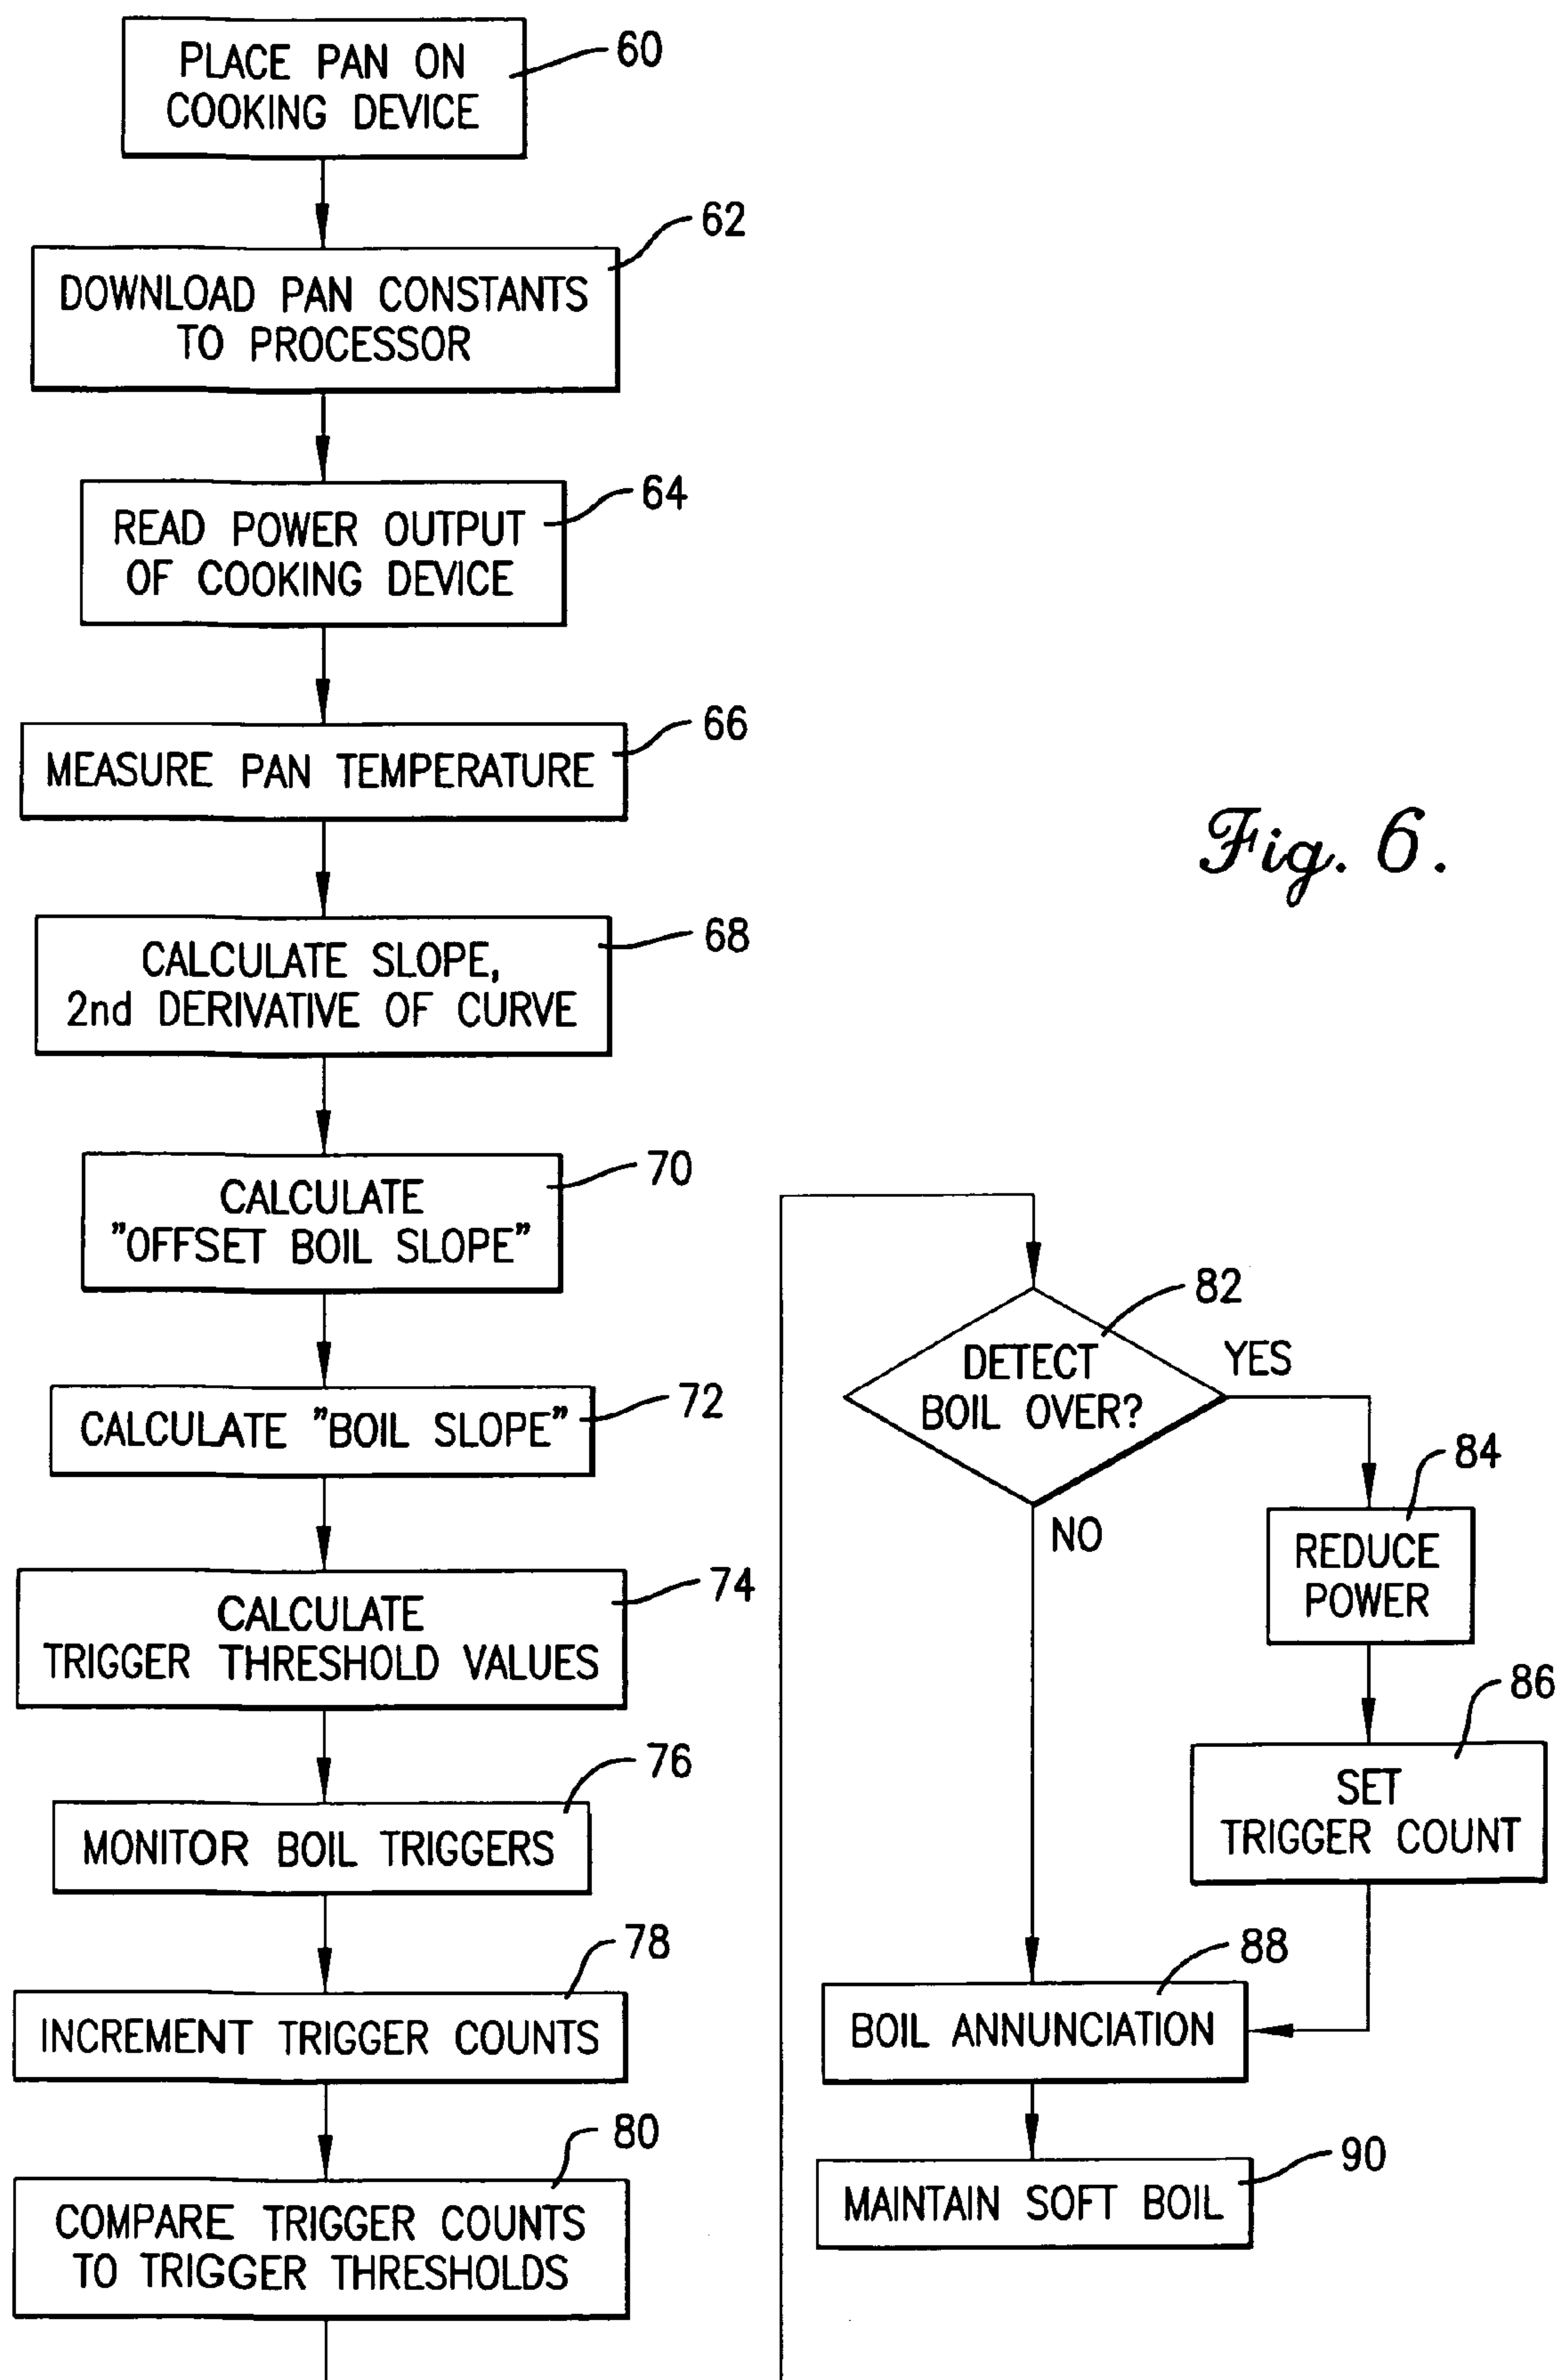 PLACE PAN ON
COOKING DEVICE
60
DOWNLOAD PAN CONSTANTS
TO PROCESSOR
62
READ POWER OUTPUT
OF COOKING DEVICE
64
MEASURE PAN TEMPERATURE
66
CALCULATE SLOPE,
2nd DERIVATIVE OF CURVE
68
CALCULATE
"OFFSET BOIL SLOPE"
70
CALCULATE "BOIL SLOPE"
72
CALCULATE
TRIGGER THRESHOLD VALUES
74
MONITOR BOIL TRIGGERS
76
INCREMENT TRIGGER COUNTS
78
COMPARE TRIGGER COUNTS
TO TRIGGER THRESHOLDS
80
Fig. 6.
DETECT
BOIL OVER?
82
YES
NO
REDUCE
POWER
84
SET
TRIGGER COUNT
86
BOIL ANNUNCIATION
88
MAINTAIN SOFT BOIL
90